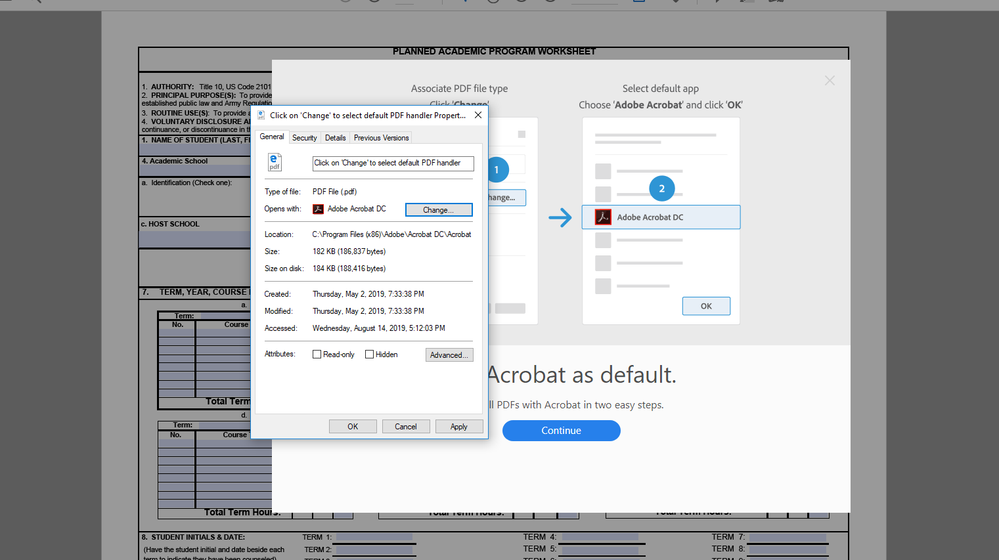 PLANNED ACADEMIC PROGRAM WORKSHEET
1. AUTHORITY: Title 10, US Code 2101
2. PRINCIPAL PURPOSE(S): To provide
established public law and Army Regulatio
3. ROUTINE USE(S): To provide a
4. VOLUNTARY DISCLOSURE A
continuance, or discontinuance in th
1. NAME OF STUDENT (LAST, FI
4. Academic School
a. Identification (Check one):
c. HOST SCHOOL
7. TERM, YEAR, COURSE
a.
Term:
No. Course
Total Term
d.
Term:
No. Course
Total Term Hours:
Total Term Hours:
Total Term Hours:
8. STUDENT INITIALS & DATE:
(Have the student initial and date beside each
term to indicate they have been counseled)
TERM 1:
TERM 2:
TERM 4:
TERM 5:
TERM 7:
TERM 8:
Associate PDF file type
Click 'Change'
Select default app
Choose 'Adobe Acrobat' and click 'OK'
1
hange...
2
Adobe Acrobat DC
OK
Acrobat as default.
ll PDFs with Acrobat in two easy steps.
Continue
Click on 'Change' to select default PDF handler Propert...
General Security Details Previous Versions
e
pdf
Click on 'Change' to select default PDF handler
Type of file: PDF File (.pdf)
Opens with: Adobe Acrobat DC Change...
Location: C:\Program Files (x86)\Adobe\Acrobat DC\Acrobat
Size: 182 KB (186,837 bytes)
Size on disk: 184 KB (188,416 bytes)
Created: Thursday, May 2, 2019, 7:33:38 PM
Modified: Thursday, May 2, 2019, 7:33:38 PM
Accessed: Wednesday, August 14, 2019, 5:12:03 PM
Attributes: Read-only Hidden Advanced...
OK Cancel Apply